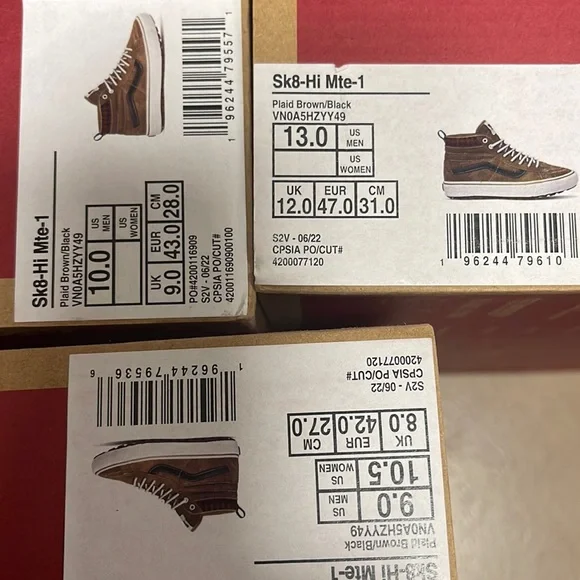 Sk8-Hi Mte-1
Plaid Brown/Black
VN0A5HZYY49
10.0 US MEN
US WOMEN
UK EUR CM
9.0 43.0 28.0
PO#4200116909
S2V - 06/22
CPSIA PO/CUT#
420011690900100
1 96244 79557 1
Sk8-Hi Mte-1
Plaid Brown/Black
VN0A5HZYY49
13.0 US MEN
US WOMEN
UK EUR CM
12.0 47.0 31.0
S2V - 06/22
CPSIA PO/CUT#
4200077120
1 96244 79610
Sk8-Hi Mte-1
Plaid Brown/Black
VN0A5HZYY49
9.0 US MEN
10.5 US WOMEN
UK EUR CM
8.0 42.0 27.0
S2V - 06/22
CPSIA PO/CUT#
4200077120
1 96244 79536 6